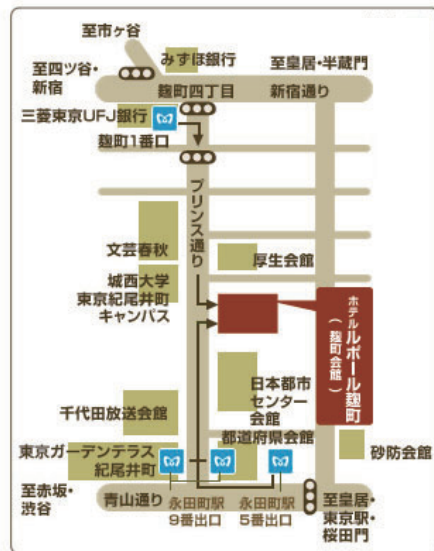 至市ケ谷
みずほ銀行
至皇居・半蔵門
至四ツ谷・
新宿
麹町四丁目
新宿通り
三菱東京UFJ銀行
麹町1番口
プリンス通り
文芸春秋
厚生会館
城西大学
東京紀尾井町
キャンパス
ホテルルポール麹町
(麹町会館)
日本都市
センター
会館
千代田放送会館
都道府県会館
東京ガーデンテラス
紀尾井町
砂防会館
至赤坂・
渋谷
青山通り
永田町駅
9番出口
永田町駅
5番出口
至皇居・
東京駅・
桜田門